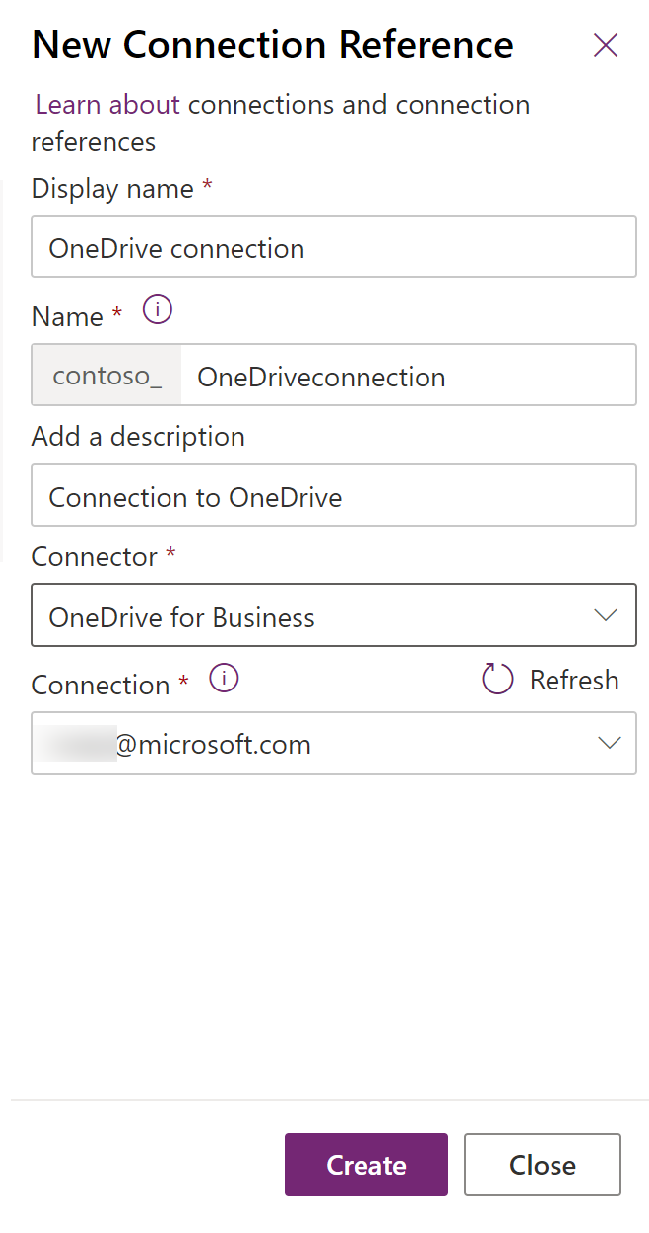 New Connection Reference
Learn about connections and connection
references
Display name *
OneDrive connection
Name *
contoso_ OneDriveconnection
Add a description
Connection to OneDrive
Connector *
OneDrive for Business
Connection * Refresh
@microsoft.com
Create Close